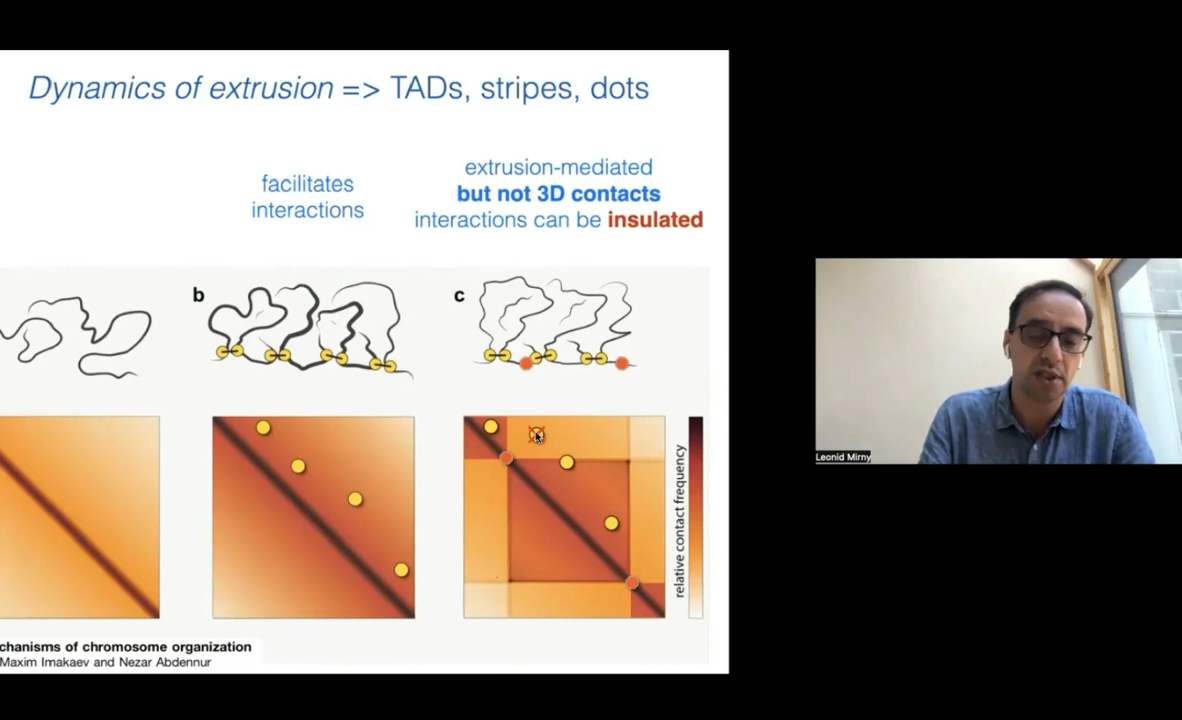 Dynamics of extrusion => TADs, stripes, dots
facilitates
interactions
extrusion-mediated
but not 3D contacts
interactions can be insulated
b
c
relative contact frequency
chanisms of chromosome organization
Maxim Imakaev and Nezar Abdennur
Leonid Mirny